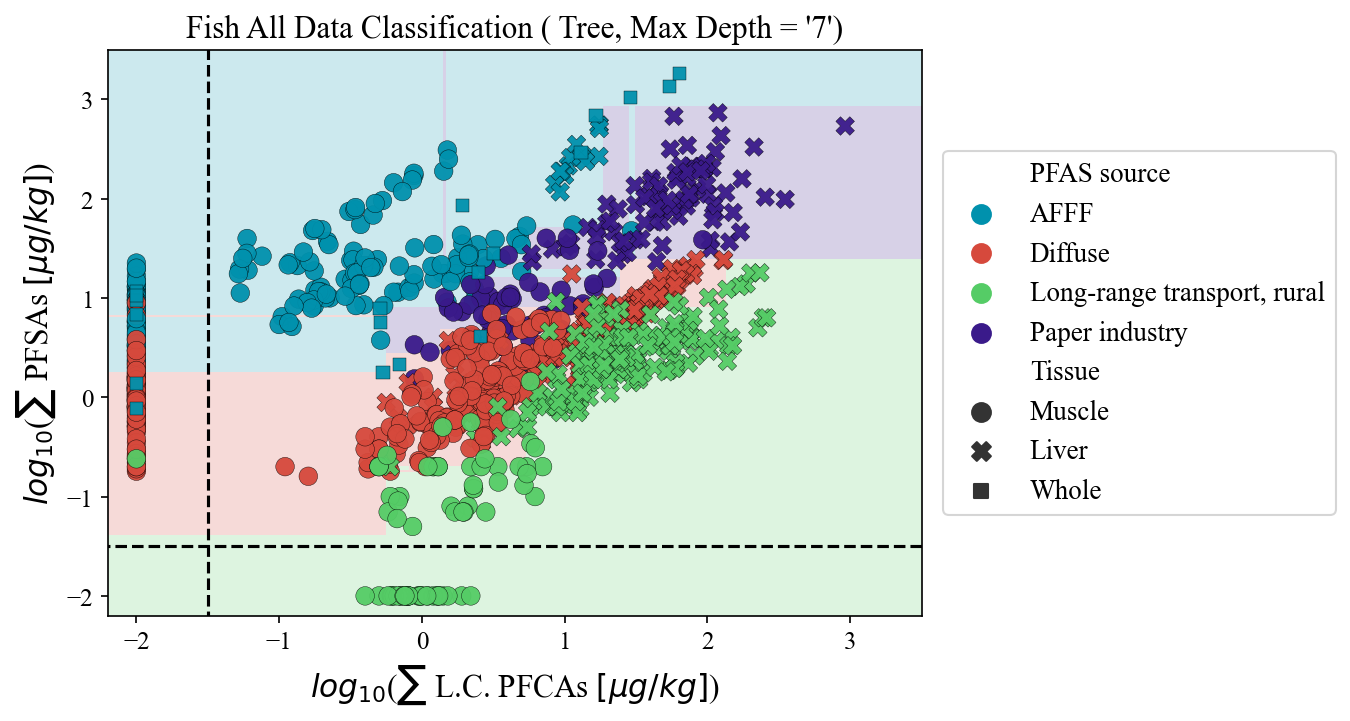 Fish All Data Classification ( Tree, Max Depth = '7')
3
2
1
0
−1
−2
log10(∑ PFSAs [μg/kg])
−2 −1 0 1 2 3
log10(∑ L.C. PFCAs [μg/kg])
PFAS source
AFFF
Diffuse
Long-range transport, rural
Paper industry
Tissue
Muscle
Liver
Whole